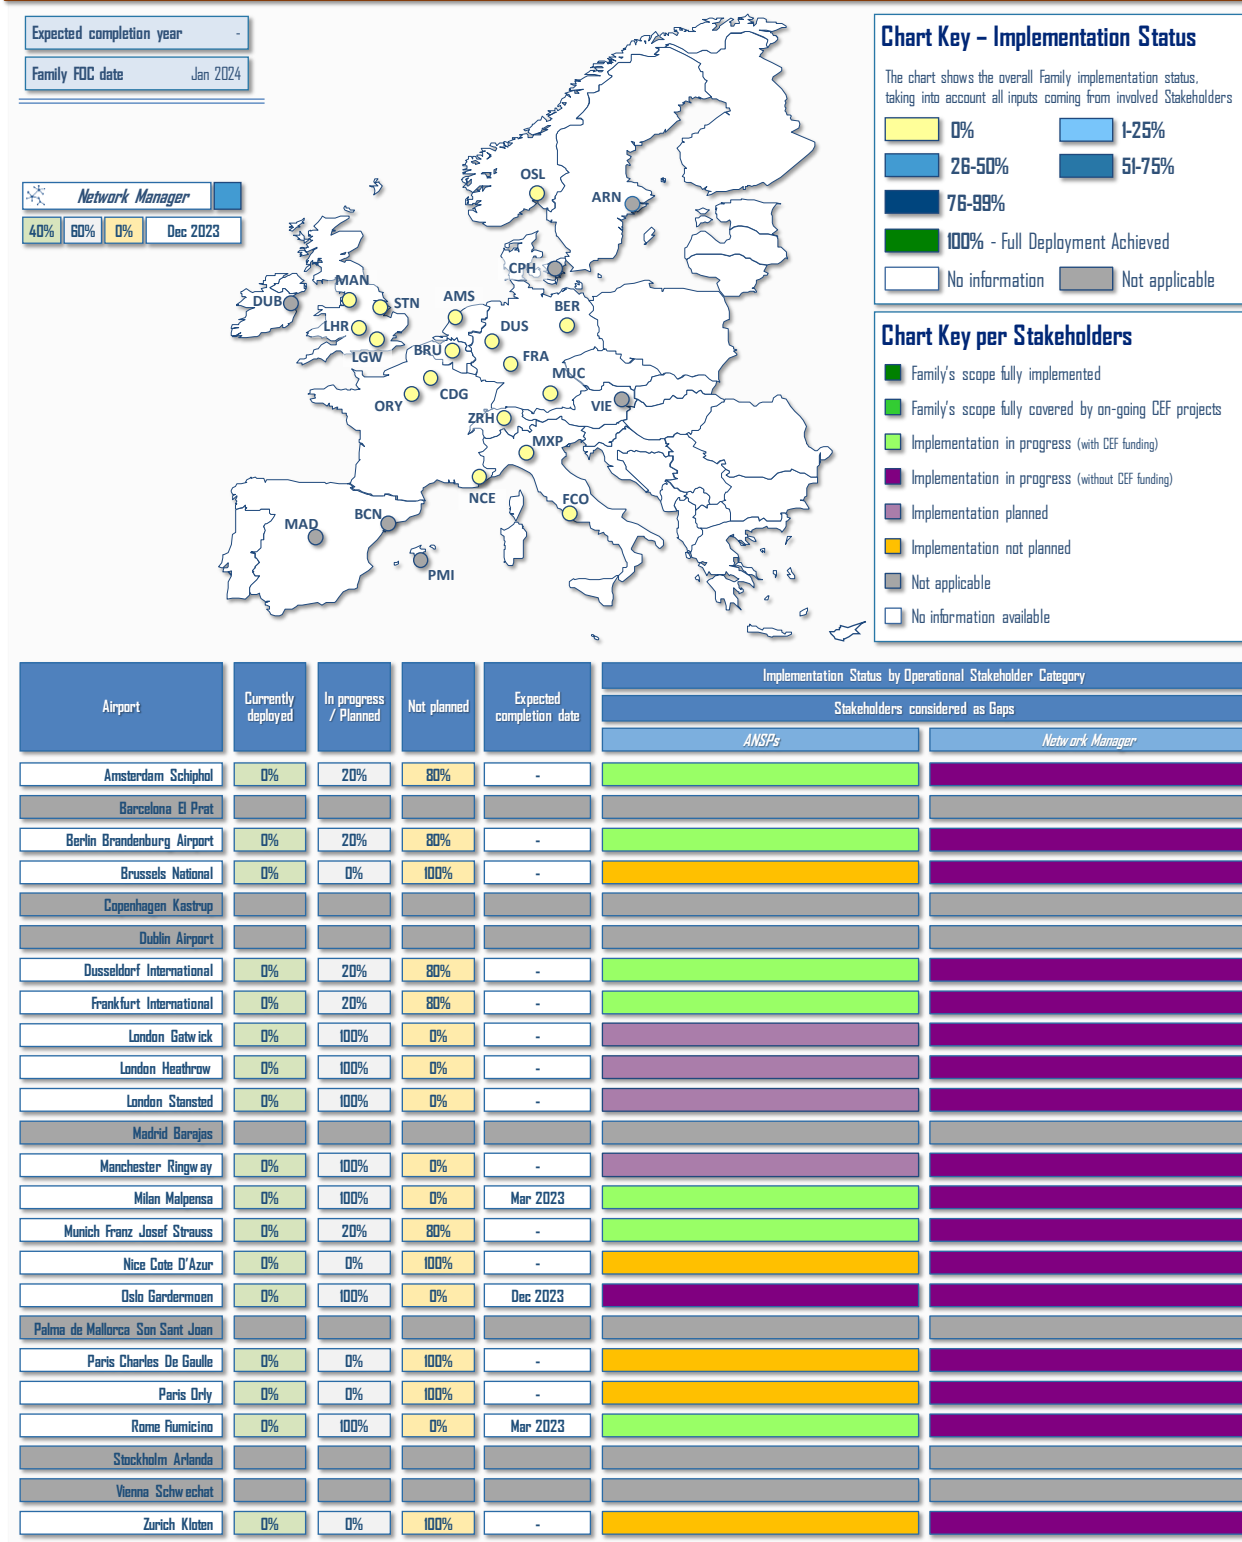 Expected completion year -
Family FOC date Jan 2024
Network Manager
40% 60% 0% Dec 2023
OSL
ARN
CPH
MAN
DUB
STN
AMS
BER
LHR
DUS
LGW
BRU
FRA
MUC
CDG
ORY
VIE
ZRH
MXP
NCE
FCO
BCN
MAD
PMI
Chart Key – Implementation Status
The chart shows the overall Family implementation status,
taking into account all inputs coming from involved Stakeholders
0% 1-25%
26-50% 51-75%
76-99%
100% - Full Deployment Achieved
No information Not applicable
Chart Key per Stakeholders
Family's scope fully implemented
Family's scope fully covered by on-going CEF projects
Implementation in progress (with CEF funding)
Implementation in progress (without CEF funding)
Implementation planned
Implementation not planned
Not applicable
No information available
Airport
Currently
deployed
In progress
/ Planned
Not planned
Expected
completion date
Implementation Status by Operational Stakeholder Category
Stakeholders considered as Gaps
ANSPs Network Manager
Amsterdam Schiphol 0% 20% 80% -
Barcelona El Prat
Berlin Brandenburg Airport 0% 20% 80% -
Brussels National 0% 0% 100% -
Copenhagen Kastrup
Dublin Airport
Dusseldorf International 0% 20% 80% -
Frankfurt International 0% 20% 80% -
London Gatwick 0% 100% 0% -
London Heathrow 0% 100% 0% -
London Stansted 0% 100% 0% -
Madrid Barajas
Manchester Ringway 0% 100% 0% -
Milan Malpensa 0% 100% 0% Mar 2023
Munich Franz Josef Strauss 0% 20% 80% -
Nice Cote D'Azur 0% 0% 100% -
Oslo Gardermoen 0% 100% 0% Dec 2023
Palma de Mallorca Son Sant Joan
Paris Charles De Gaulle 0% 0% 100% -
Paris Orly 0% 0% 100% -
Rome Fiumicino 0% 100% 0% Mar 2023
Stockholm Arlanda
Vienna Schwechat
Zurich Kloten 0% 0% 100% -